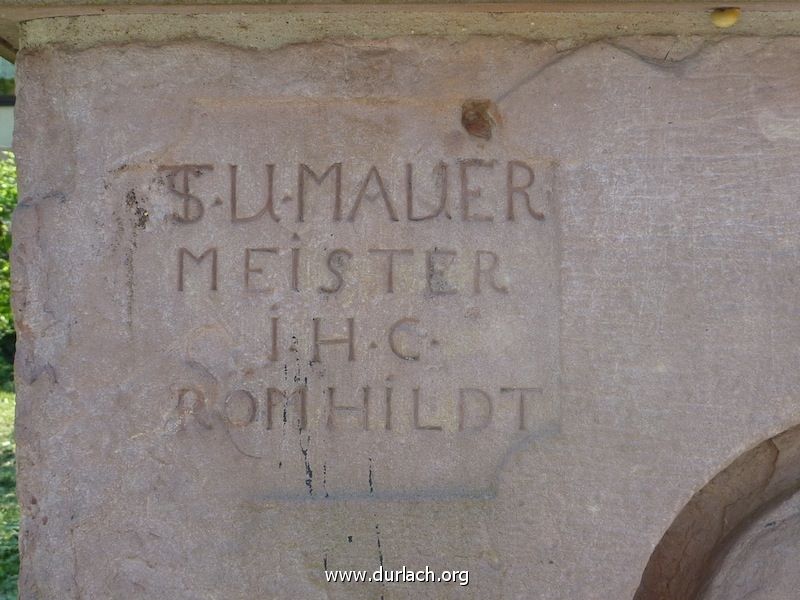 ST. U. MAUER
MEISTER
I. H. C.
ROMHILDT
www.durlach.org